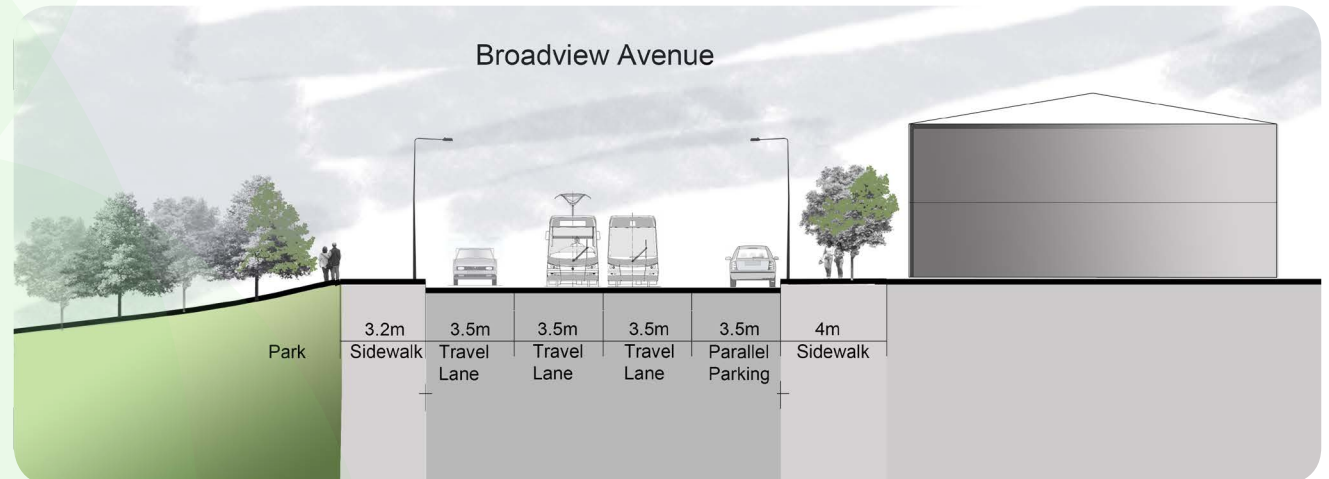 Broadview Avenue
3.2m 3.5m 3.5m 3.5m 3.5m 4m
Park Sidewalk Travel Travel Travel Parallel Sidewalk
Lane Lane Lane Parking